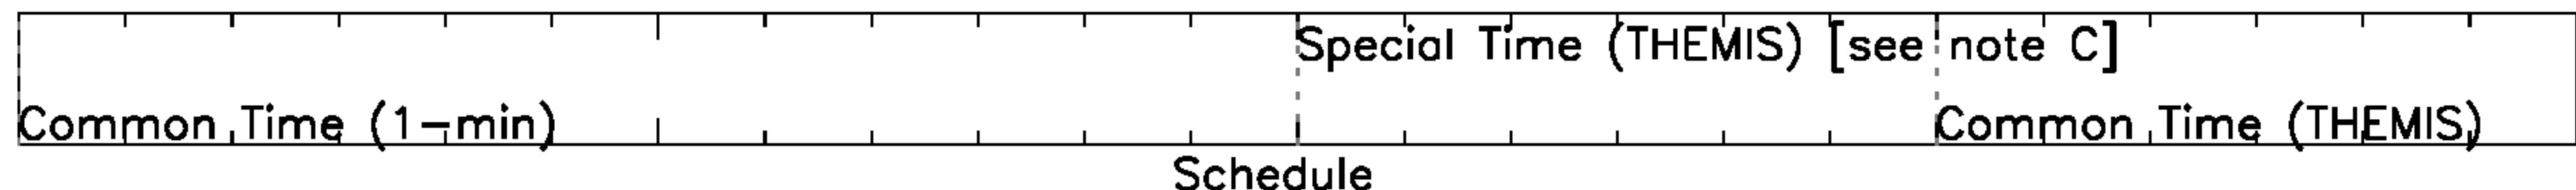 Special Time (THEMIS) [see note C]
Common Time (1-min)
Common Time (THEMIS)
Schedule